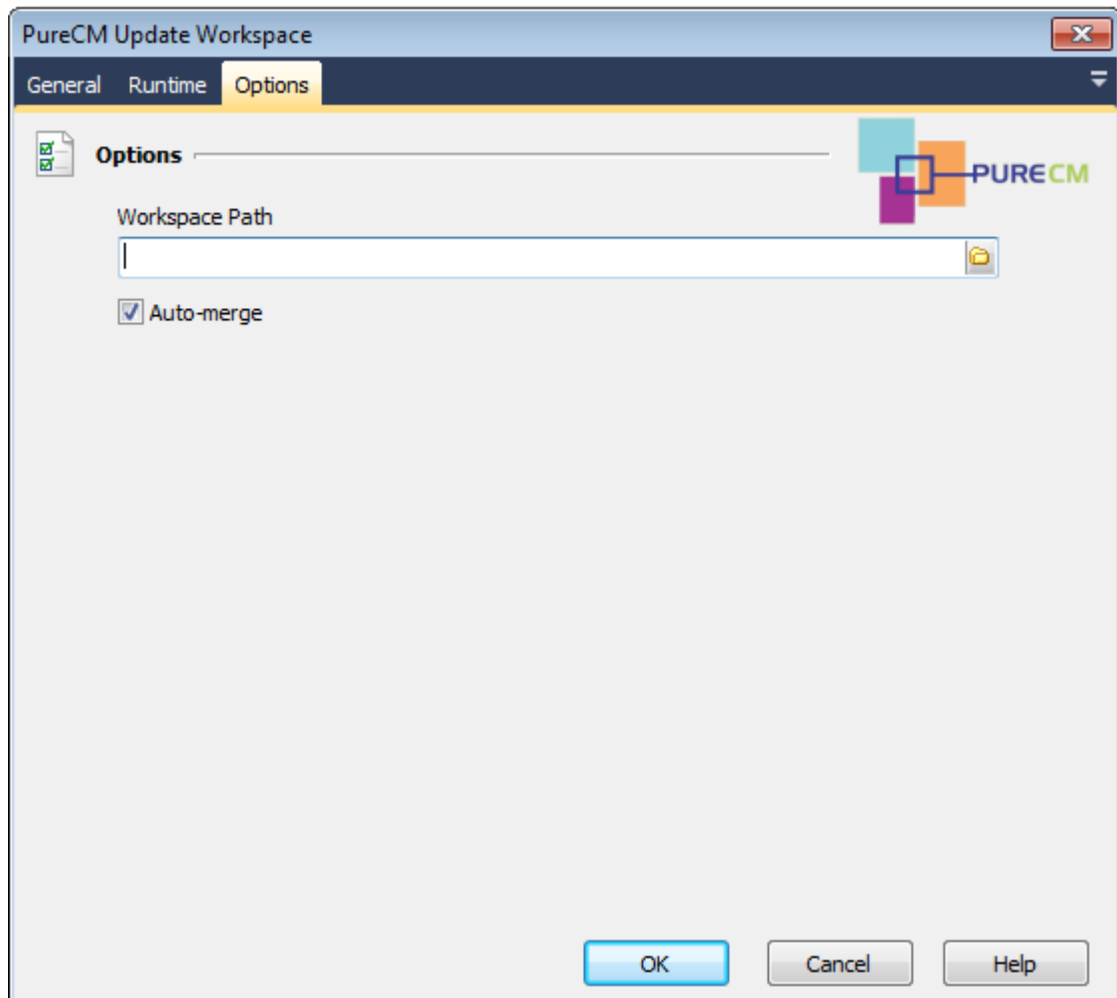 PureCM Update Workspace
General Runtime Options
Options
PURECM
Workspace Path
Auto-merge
OK Cancel Help